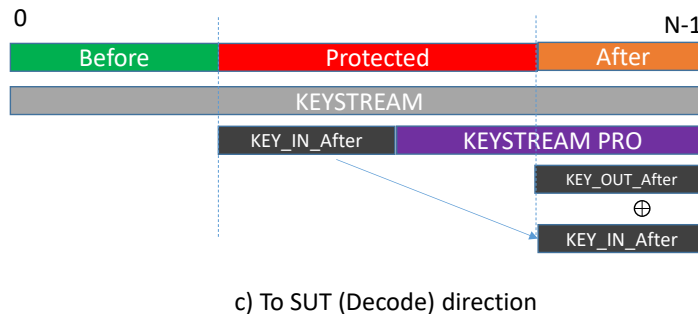 0
N-1
Before Protected After
KEYSTREAM
KEY_IN_After KEYSTREAM PRO
KEY_OUT_After
⊕
KEY_IN_After
c) To SUT (Decode) direction